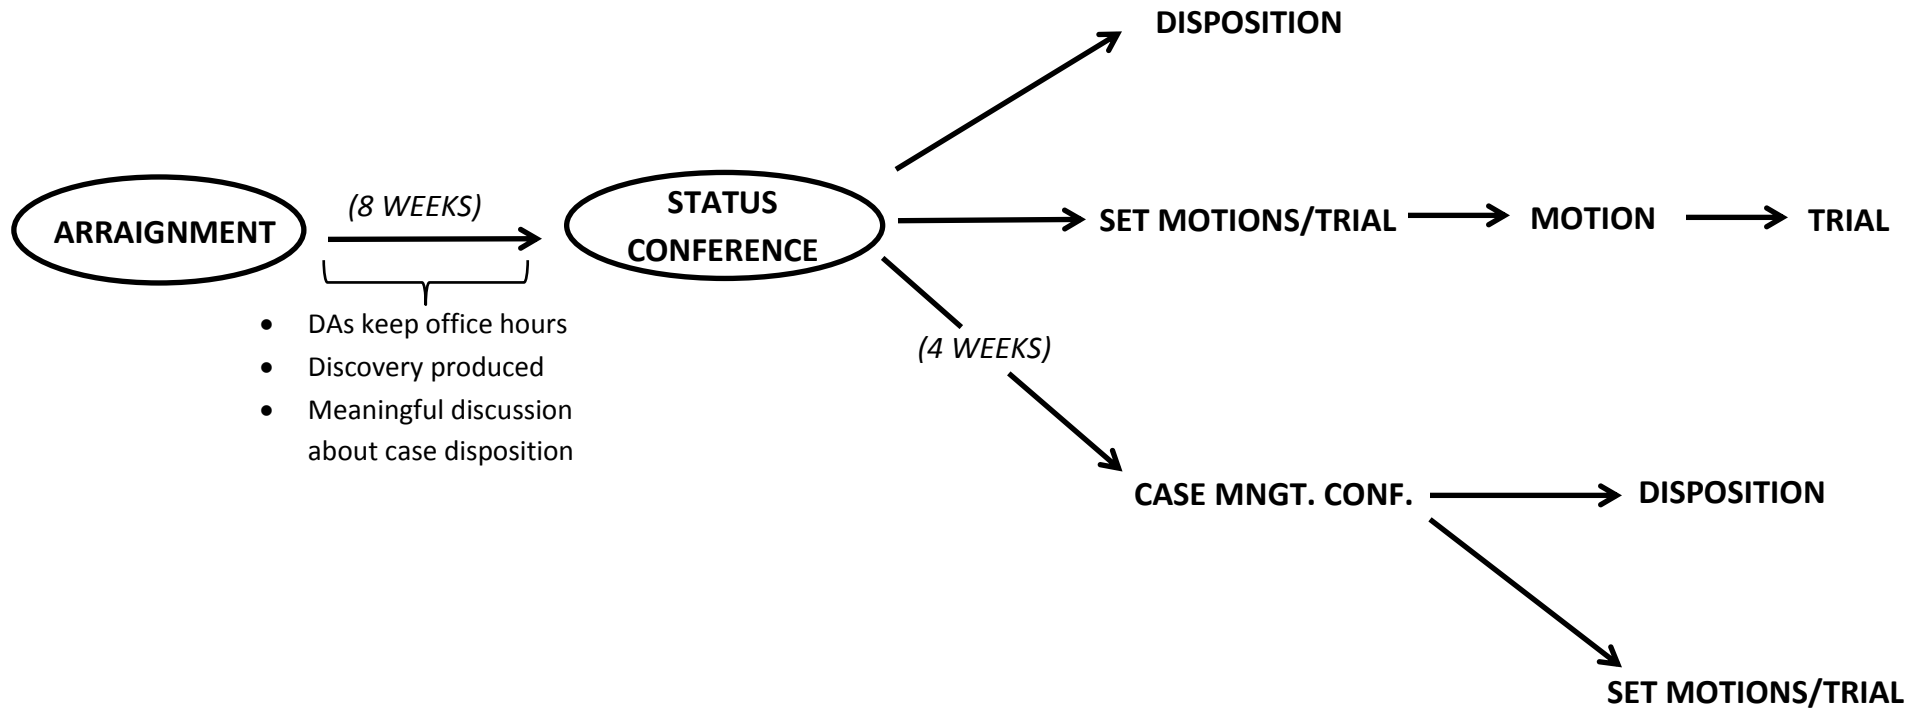 DISPOSITION
ARRAIGNMENT
(8 WEEKS)
STATUS
CONFERENCE
SET MOTIONS/TRIAL
MOTION
TRIAL
• DAs keep office hours
• Discovery produced
• Meaningful discussion
about case disposition
(4 WEEKS)
CASE MNGT. CONF.
DISPOSITION
SET MOTIONS/TRIAL